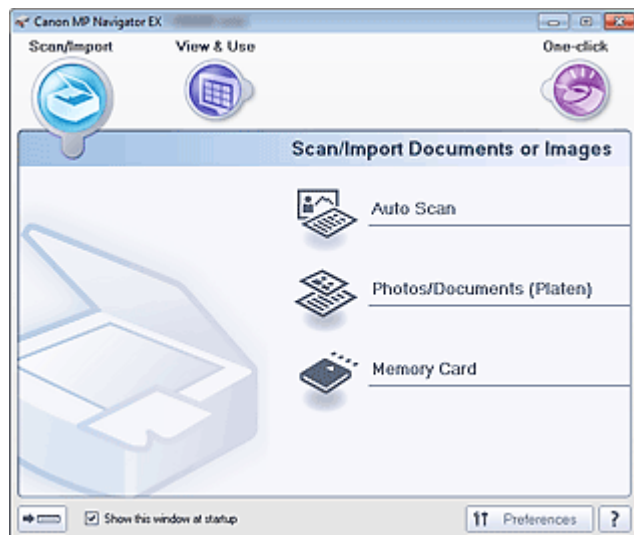 Canon MP Navigator EX
Scan/Import
View & Use
One-click
Scan/Import Documents or Images
Auto Scan
Photos/Documents (Platen)
Memory Card
Show this window at startup
Preferences
?